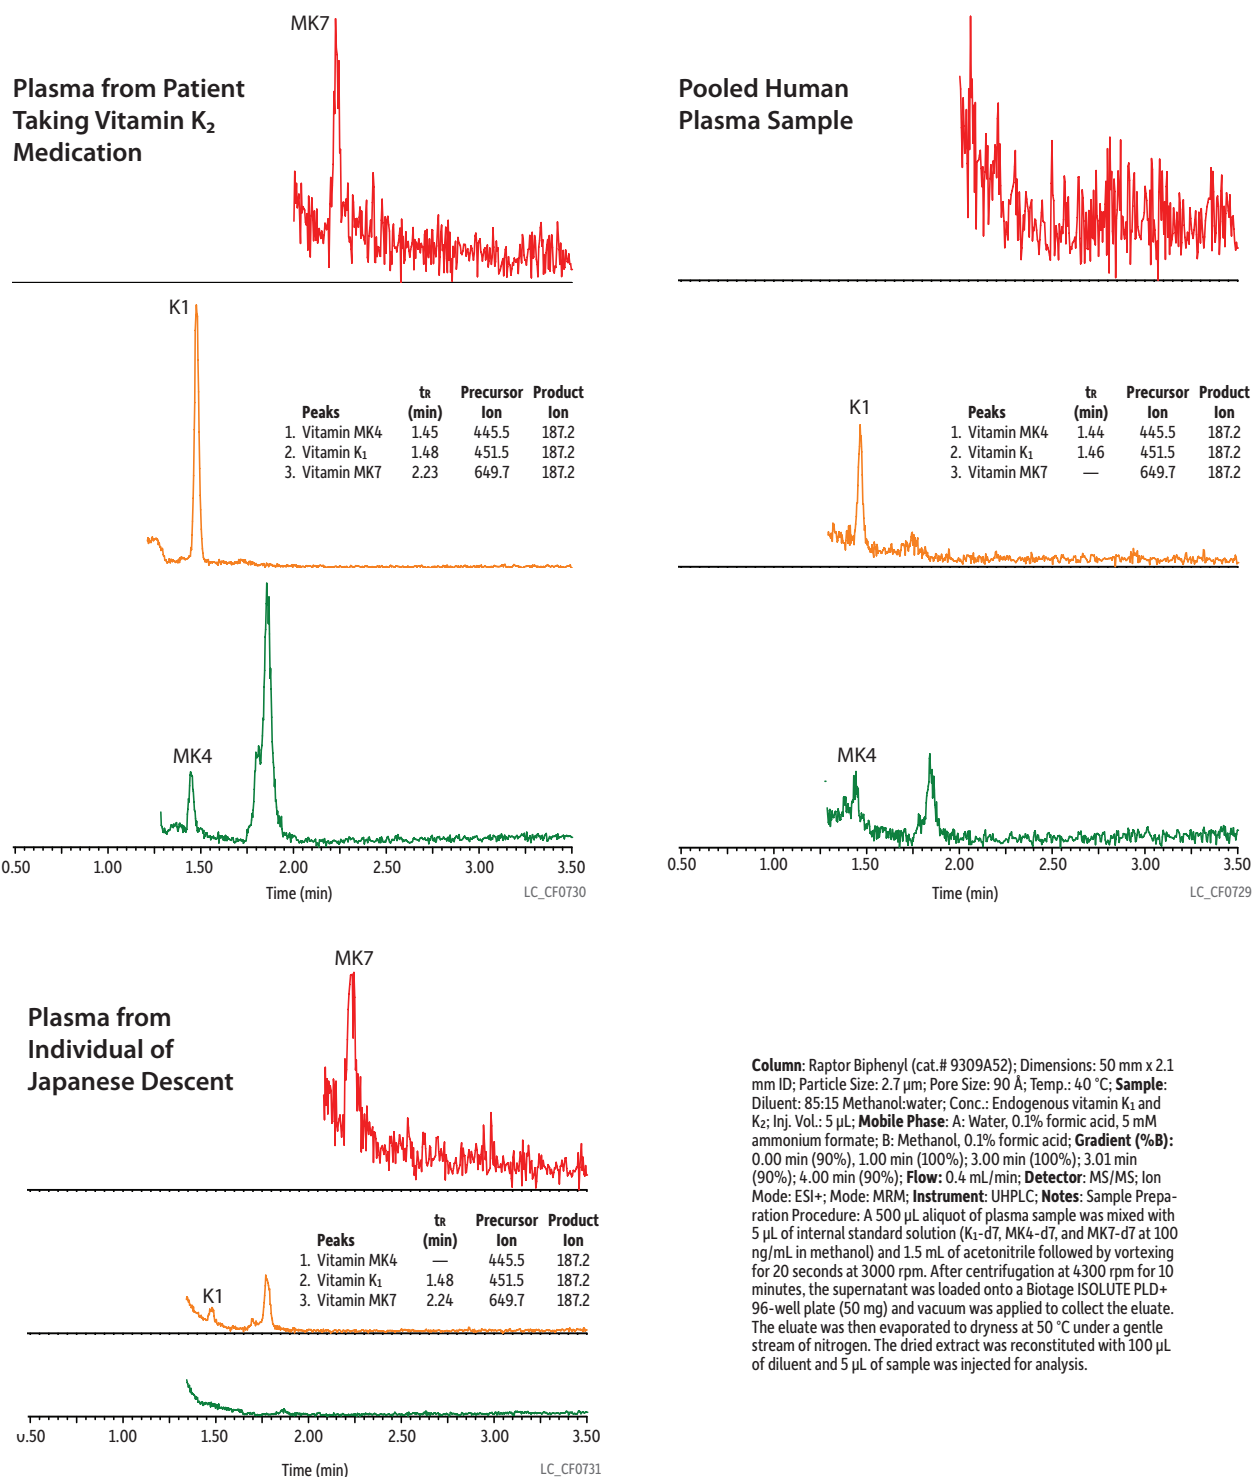 MK7
Plasma from Patient
Taking Vitamin K₂
Medication
K1
tR Precursor Product
Peaks (min) Ion Ion
1. Vitamin MK4 1.45 445.5 187.2
2. Vitamin K₁ 1.48 451.5 187.2
3. Vitamin MK7 2.23 649.7 187.2
MK4
0.50 1.00 1.50 2.00 2.50 3.00 3.50
Time (min)
LC_CF0730
Pooled Human
Plasma Sample
K1
tR Precursor Product
Peaks (min) Ion Ion
1. Vitamin MK4 1.44 445.5 187.2
2. Vitamin K₁ 1.46 451.5 187.2
3. Vitamin MK7 — 649.7 187.2
MK4
0.50 1.00 1.50 2.00 2.50 3.00 3.50
Time (min)
LC_CF0729
MK7
Plasma from
Individual of
Japanese Descent
tR Precursor Product
Peaks (min) Ion Ion
1. Vitamin MK4 — 445.5 187.2
2. Vitamin K₁ 1.48 451.5 187.2
3. Vitamin MK7 2.24 649.7 187.2
K1
0.50 1.00 1.50 2.00 2.50 3.00 3.50
Time (min)
LC_CF0731
Column: Raptor Biphenyl (cat.# 9309A52); Dimensions: 50 mm x 2.1
mm ID; Particle Size: 2.7 µm; Pore Size: 90 Å; Temp.: 40 °C; Sample:
Diluent: 85:15 Methanol:water; Conc.: Endogenous vitamin K₁ and
K₂; Inj. Vol.: 5 µL; Mobile Phase: A: Water, 0.1% formic acid, 5 mM
ammonium formate; B: Methanol, 0.1% formic acid; Gradient (%B):
0.00 min (90%), 1.00 min (100%); 3.00 min (100%); 3.01 min
(90%); 4.00 min (90%); Flow: 0.4 mL/min; Detector: MS/MS; Ion
Mode: ESI+; Mode: MRM; Instrument: UHPLC; Notes: Sample Prepa-
ration Procedure: A 500 µL aliquot of plasma sample was mixed with
5 µL of internal standard solution (K₁-d7, MK4-d7, and MK7-d7 at 100
ng/mL in methanol) and 1.5 mL of acetonitrile followed by vortexing
for 20 seconds at 3000 rpm. After centrifugation at 4300 rpm for 10
minutes, the supernatant was loaded onto a Biotage ISOLUTE PLD+
96-well plate (50 mg) and vacuum was applied to collect the eluate.
The eluate was then evaporated to dryness at 50 °C under a gentle
stream of nitrogen. The dried extract was reconstituted with 100 µL
of diluent and 5 µL of sample was injected for analysis.